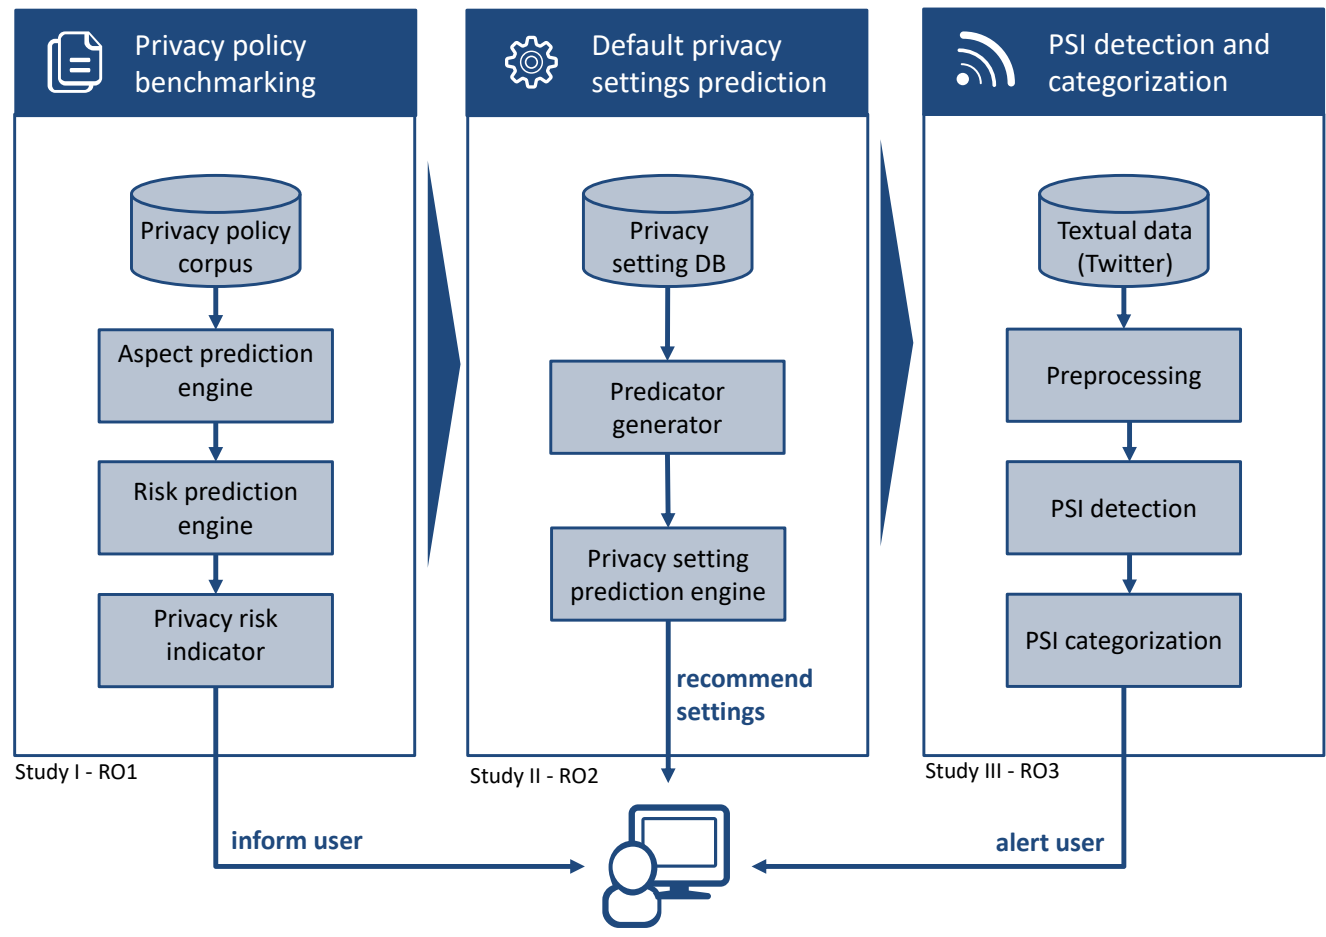 Privacy policy
benchmarking
Privacy policy
corpus
Aspect prediction
engine
Risk prediction
engine
Privacy risk
indicator
Study I - RO1
inform user
Default privacy
settings prediction
Privacy
setting DB
Predicator
generator
Privacy setting
prediction engine
recommend
settings
Study II - RO2
PSI detection and
categorization
Textual data
(Twitter)
Preprocessing
PSI detection
PSI categorization
Study III - RO3
alert user